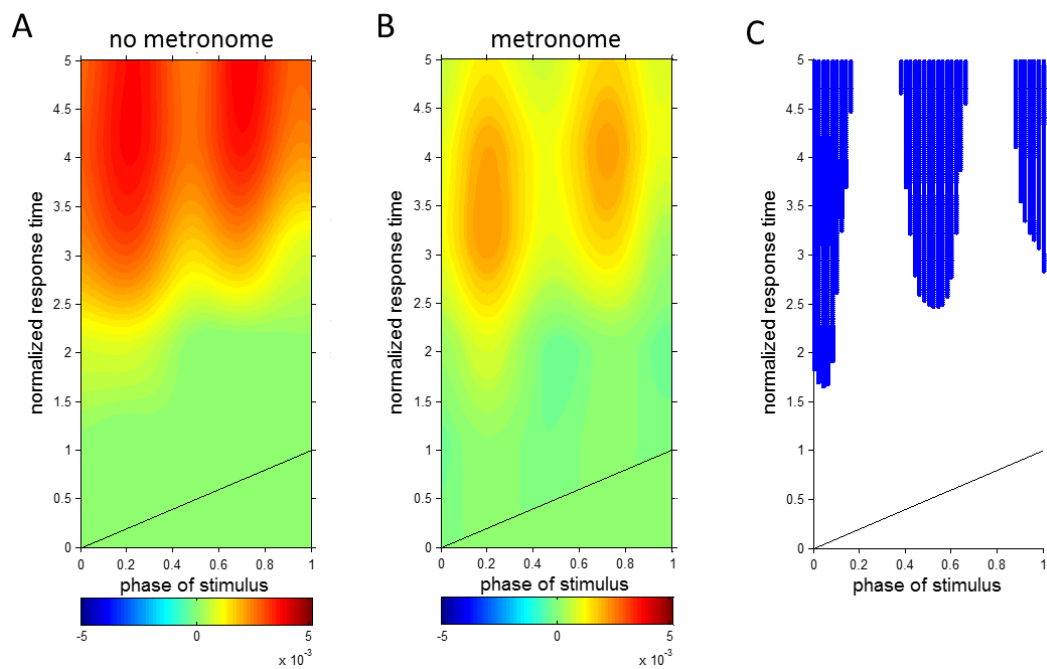 A
no metronome
5
4.5
4
3.5
3
2.5
2
1.5
1
0.5
0
normalized response time
0 0.2 0.4 0.6 0.8 1
phase of stimulus
-5 0 5
x 10⁻³
B
metronome
5
4.5
4
3.5
3
2.5
2
1.5
1
0.5
0
normalized response time
0 0.2 0.4 0.6 0.8 1
phase of stimulus
-5 0 5
x 10⁻³
C
5
4.5
4
3.5
3
2.5
2
1.5
1
0.5
0
normalized response time
0 0.2 0.4 0.6 0.8 1
phase of stimulus